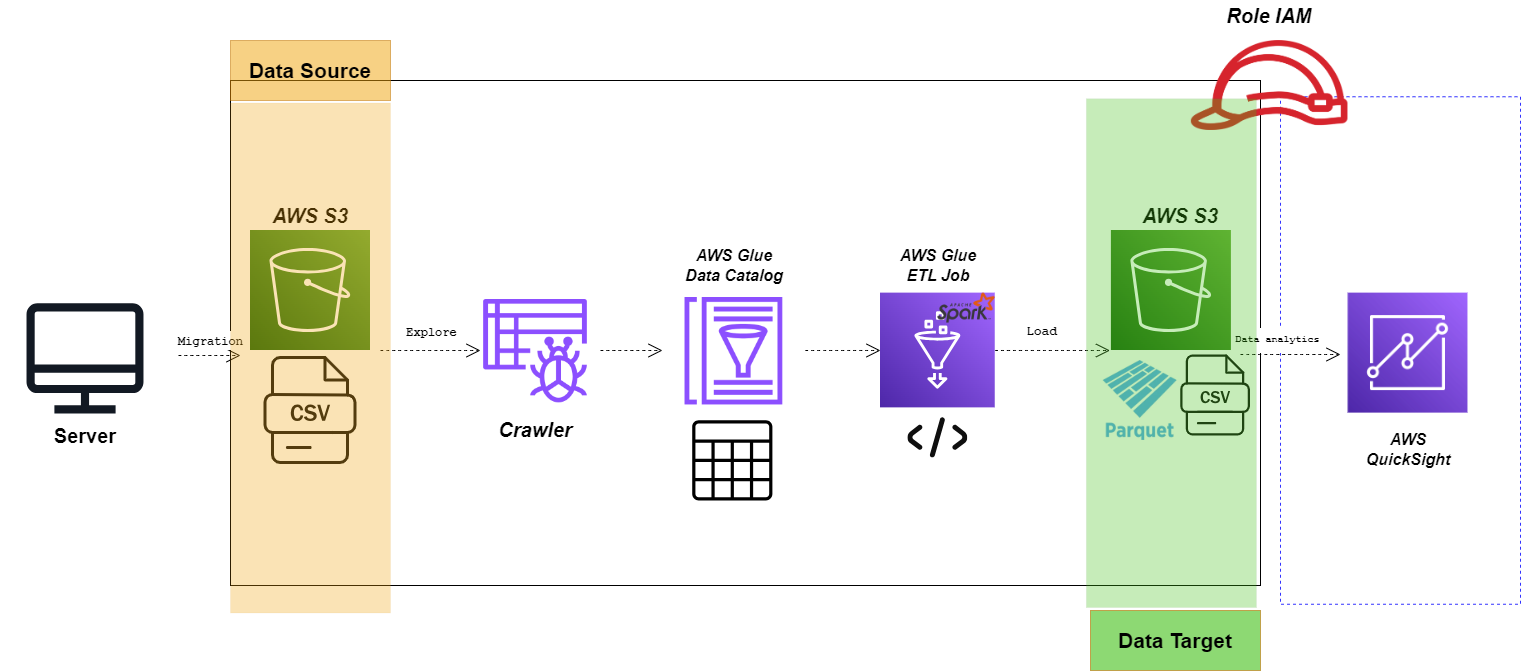 Role IAM
Data Source
AWS S3
AWS S3
AWS Glue
Data Catalog
AWS Glue
ETL Job
APACHE
Spark
Migration
Explore
Load
Data analytics
CSV
CSV
Parquet
Server
Crawler
</>
AWS
QuickSight
Data Target